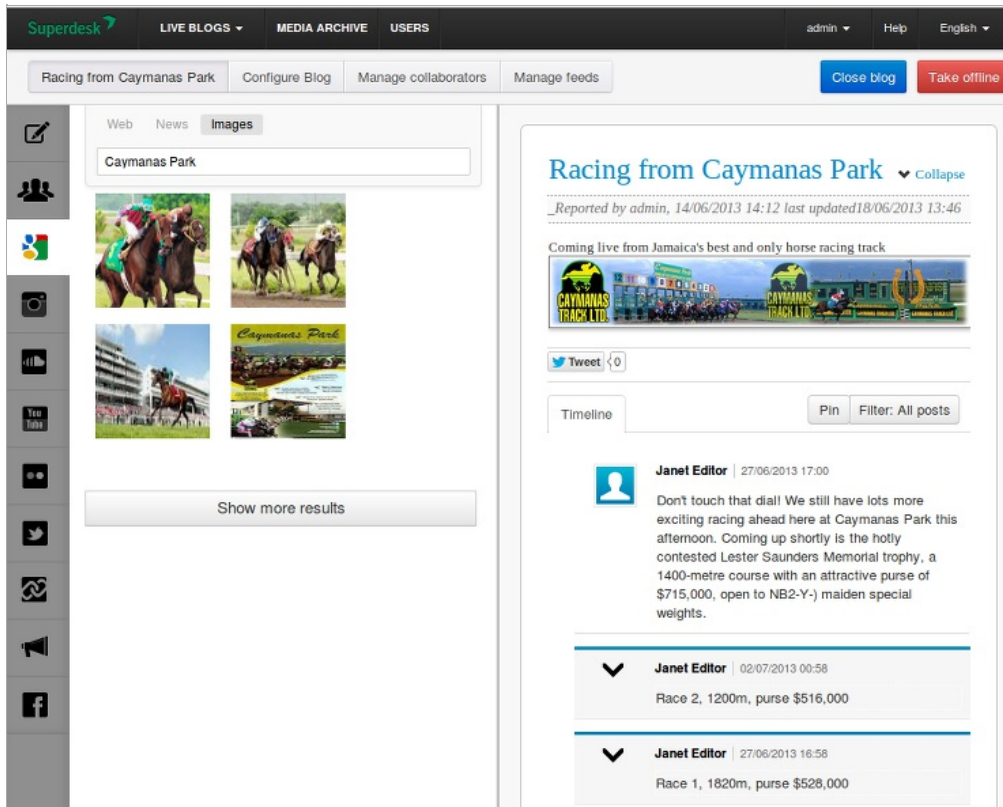 Superdesk
LIVE BLOGS
MEDIA ARCHIVE
USERS
admin
Help
English
Racing from Caymanas Park
Configure Blog
Manage collaborators
Manage feeds
Close blog
Take offline
Web
News
Images
Caymanas Park
Caymanas Park
Show more results
You
Tube
Racing from Caymanas Park
Collapse
_Reported by admin, 14/06/2013 14:12 last updated18/06/2013 13:46
Coming live from Jamaica's best and only horse racing track
CAYMANAS
TRACK LTD.
CAYMANAS
TRACK LTD.
Tweet
0
Timeline
Pin
Filter: All posts
Janet Editor
27/06/2013 17:00
Don't touch that dial! We still have lots more
exciting racing ahead here at Caymanas Park this
afternoon. Coming up shortly is the hotly
contested Lester Saunders Memorial trophy, a
1400-metre course with an attractive purse of
$715,000, open to NB2-Y-) maiden special
weights.
Janet Editor
02/07/2013 00:58
Race 2, 1200m, purse $516,000
Janet Editor
27/06/2013 16:58
Race 1, 1820m, purse $528,000